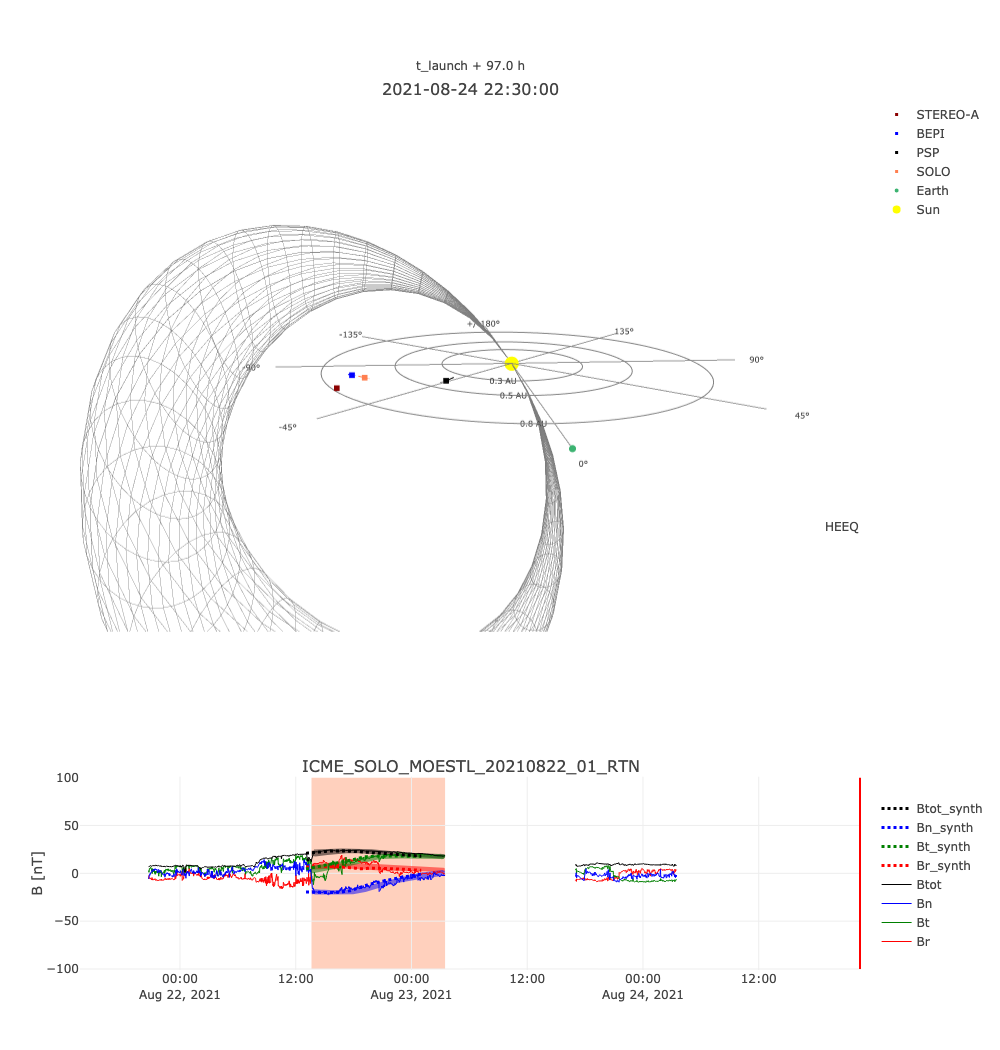 t_launch + 97.0 h
2021-08-24 22:30:00
STEREO-A
BEPI
PSP
SOLO
Earth
Sun
+/-180°
-135°
135°
-90°
90°
0.3 AU
0.5 AU
45°
-45°
0.8 AU
0°
HEEQ
ICME_SOLO_MOESTL_20210822_01_RTN
100
50
0
−50
−100
B [nT]
Btot_synth
Bn_synth
Bt_synth
Br_synth
Btot
Bn
Bt
Br
00:00 12:00 00:00 12:00 00:00 12:00
Aug 22, 2021 Aug 23, 2021 Aug 24, 2021